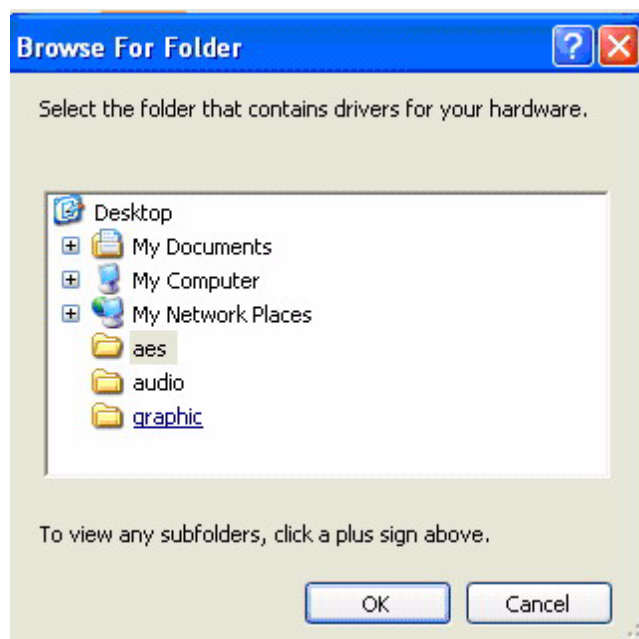 Browse For Folder
Select the folder that contains drivers for your hardware.
Desktop
My Documents
My Computer
My Network Places
aes
audio
graphic
To view any subfolders, click a plus sign above.
OK Cancel